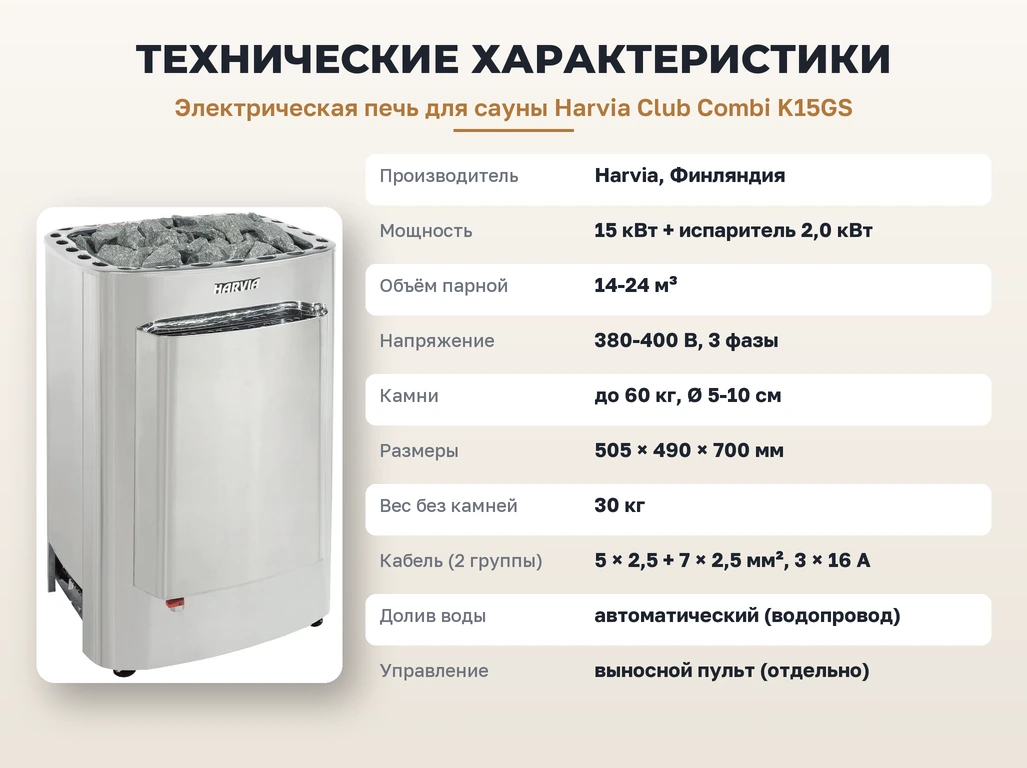 ТЕХНИЧЕСКИЕ ХАРАКТЕРИСТИКИ
Электрическая печь для сауны Harvia Club Combi K15GS
Производитель Harvia, Финляндия
Мощность 15 кВт + испаритель 2,0 кВт
Объём парной 14-24 м³
Напряжение 380-400 В, 3 фазы
Камни до 60 кг, Ø 5-10 см
Размеры 505 × 490 × 700 мм
Вес без камней 30 кг
Кабель (2 группы) 5 × 2,5 + 7 × 2,5 мм², 3 × 16 А
Долив воды автоматический (водопровод)
Управление выносной пульт (отдельно)
HARVIA